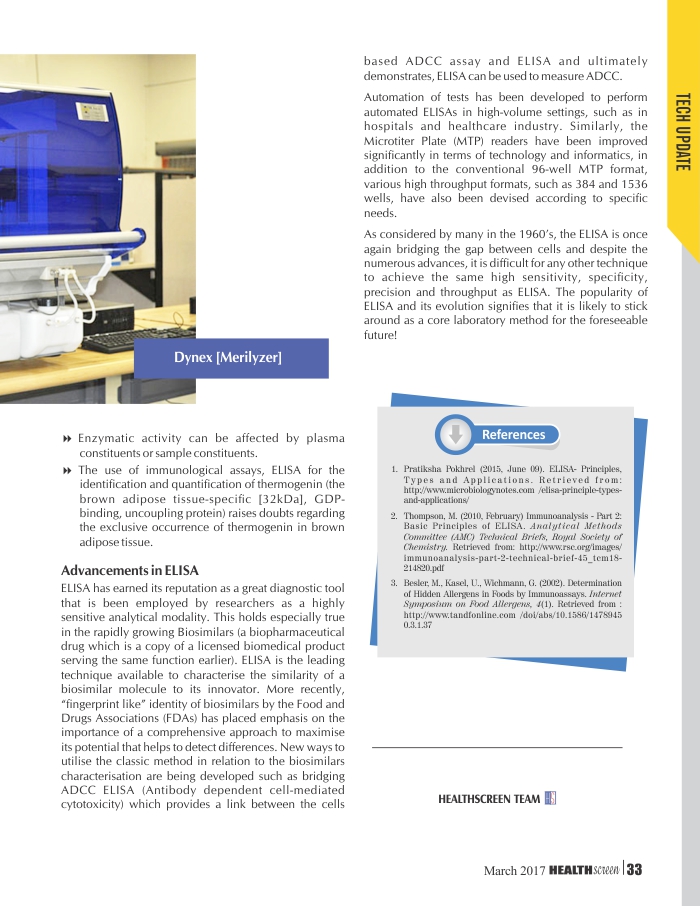 Dynex [Merilyzer]
Enzymatic activity can be affected by plasma
constituents or sample constituents.
The use of immunological assays, ELISA for the
identification and quantification of thermogenin (the
brown adipose tissue-specific [32kDa], GDP-
binding, uncoupling protein) raises doubts regarding
the exclusive occurrence of thermogenin in brown
adipose tissue.
Advancements in ELISA
ELISA has earned its reputation as a great diagnostic tool
that is been employed by researchers as a highly
sensitive analytical modality. This holds especially true
in the rapidly growing Biosimilars (a biopharmaceutical
drug which is a copy of a licensed biomedical product
serving the same function earlier). ELISA is the leading
technique available to characterise the similarity of a
biosimilar molecule to its innovator. More recently,
“fingerprint like” identity of biosimilars by the Food and
Drugs Associations (FDAs) has placed emphasis on the
importance of a comprehensive approach to maximise
its potential that helps to detect differences. New ways to
utilise the classic method in relation to the biosimilars
characterisation are being developed such as bridging
ADCC ELISA (Antibody dependent cell-mediated
cytotoxicity) which provides a link between the cells
based ADCC assay and ELISA and ultimately
demonstrates, ELISA can be used to measure ADCC.
Automation of tests has been developed to perform
automated ELISAs in high-volume settings, such as in
hospitals and healthcare industry. Similarly, the
Microtiter Plate (MTP) readers have been improved
significantly in terms of technology and informatics, in
addition to the conventional 96-well MTP format,
various high throughput formats, such as 384 and 1536
wells, have also been devised according to specific
needs.
As considered by many in the 1960’s, the ELISA is once
again bridging the gap between cells and despite the
numerous advances, it is difficult for any other technique
to achieve the same high sensitivity, specificity,
precision and throughput as ELISA. The popularity of
ELISA and its evolution signifies that it is likely to stick
around as a core laboratory method for the foreseeable
future!
References
1. Pratiksha Pokhrel (2015, June 09). ELISA- Principles,
Types and Applications. Retrieved from:
http://www.microbiologynotes.com /elisa-principle-types-
and-applications/
2. Thompson, M. (2010, February) Immunoanalysis - Part 2:
Basic Principles of ELISA. Analytical Methods
Committee (AMC) Technical Briefs, Royal Society of
Chemistry. Retrieved from: http://www.rsc.org/images/
immunoanalysis-part-2-technical-brief-45_tcm18-
214820.pdf
3. Besler, M., Kasel, U., Wichmann, G. (2002). Determination
of Hidden Allergens in Foods by Immunoassays. Internet
Symposium on Food Allergens, 4(1). Retrieved from :
http://www.tandfonline.com /doi/abs/10.1586/1478945
0.3.1.37
HEALTHSCREEN TEAM
TECH UPDATE
March 2017 HEALTHscreen 33